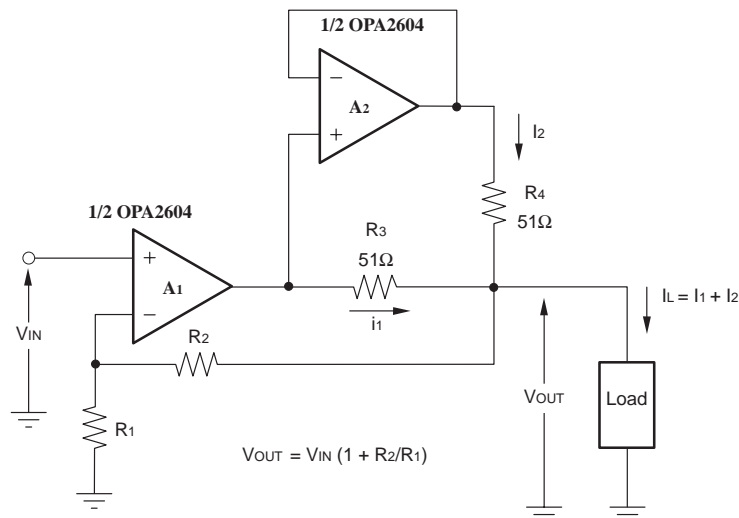 1/2 OPA2604
−
A2
+
I2
R4
51Ω
1/2 OPA2604
R3
51Ω
+
A1
−
i1
IL = I1 + I2
VIN
R2
VOUT
Load
R1
VOUT = VIN (1 + R2/R1)